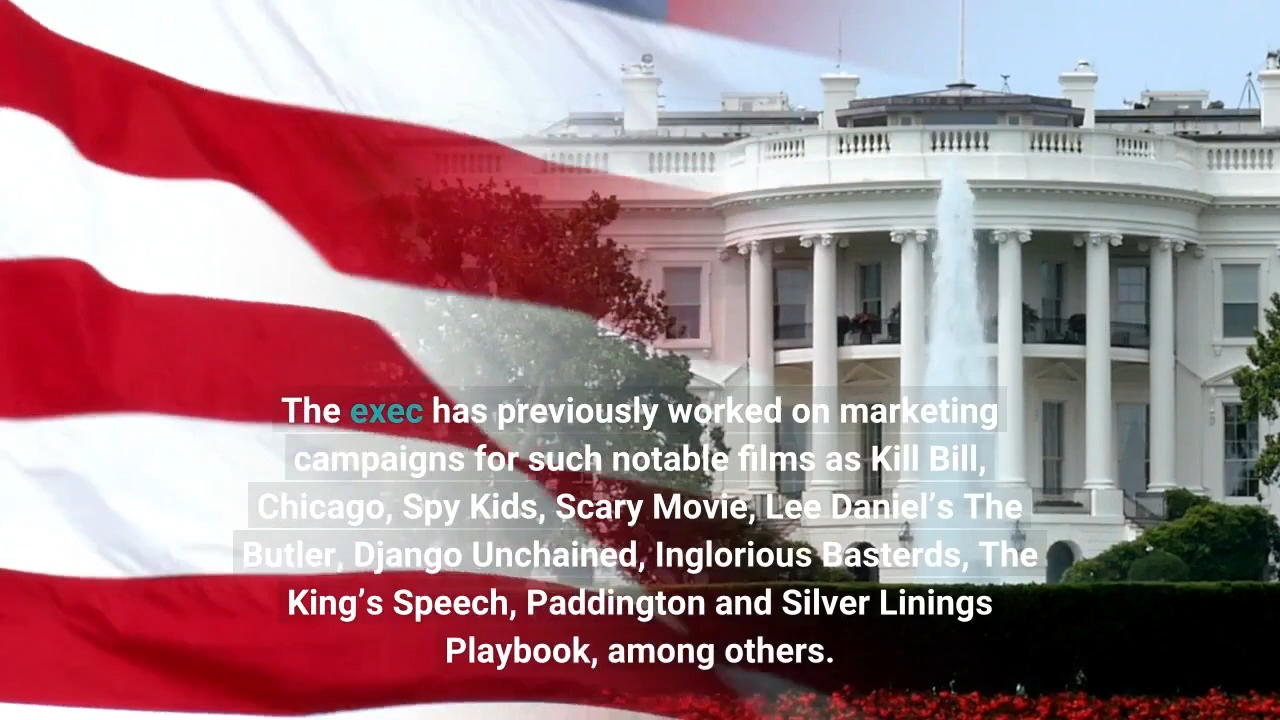 The exec has previously worked on marketing
campaigns for such notable films as Kill Bill,
Chicago, Spy Kids, Scary Movie, Lee Daniel’s The
Butler, Django Unchained, Inglorious Basterds, The
King’s Speech, Paddington and Silver Linings
Playbook, among others.